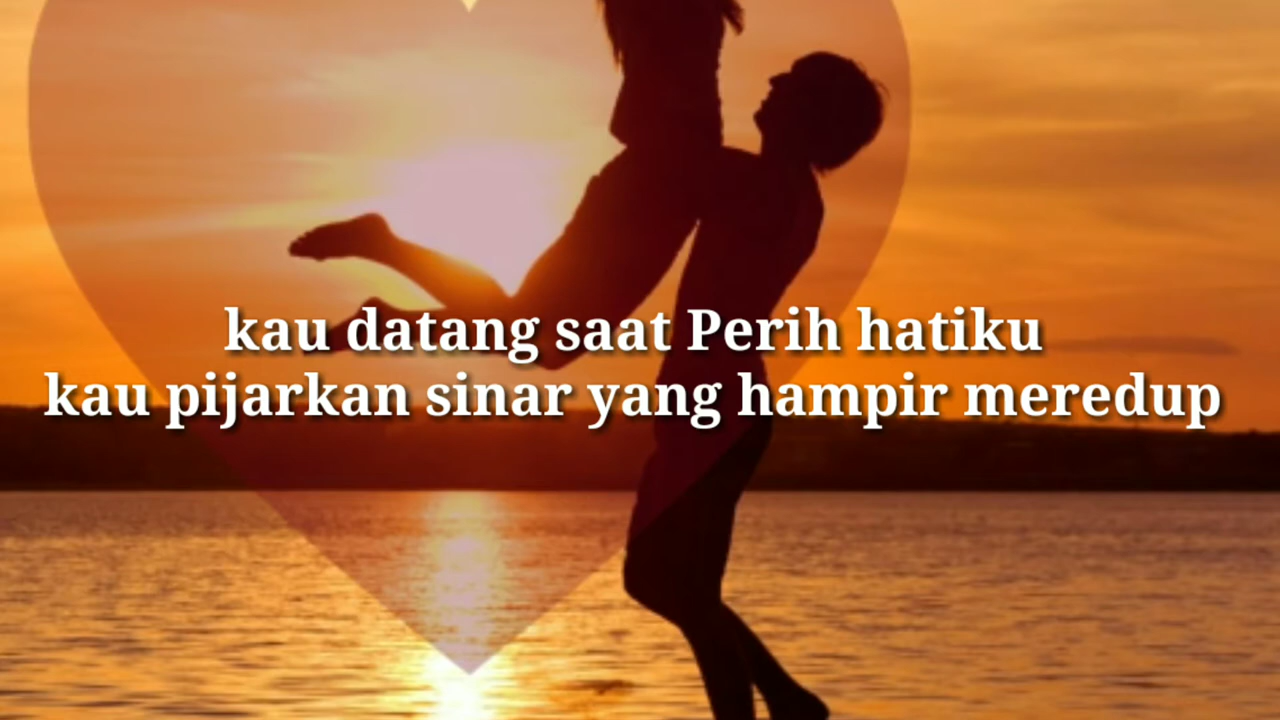 kau datang saat Perih hatiku
kau pijarkan sinar yang hampir meredup